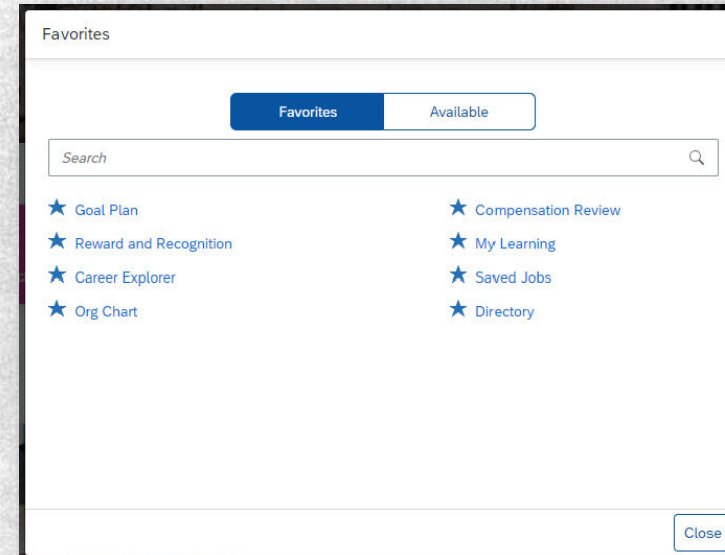 Favorites
Favorites Available
Search
Goal Plan Compensation Review
Reward and Recognition My Learning
Career Explorer Saved Jobs
Org Chart Directory
Close